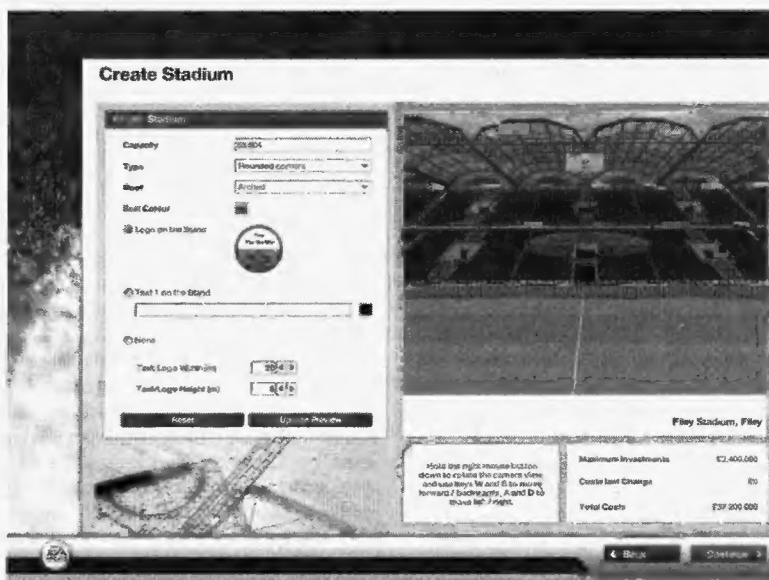 Create Stadium
Stadium
Capacity
Type
Rounded corners
Roof
Arched
Seat Colour
Logo on the Stand
Text 1 on the Stand
None
Text/Logo Width (m)
20
Text/Logo Height (m)
Reset
Update Preview
Filey Stadium, Filey
Hold the right mouse button
down to rotate the camera view
and use keys W and S to move
forward / backwards, A and D to
move left / right.
Maximum Investments
£2,400,000
Costs last Change
£0
Total Costs
Back
Continue